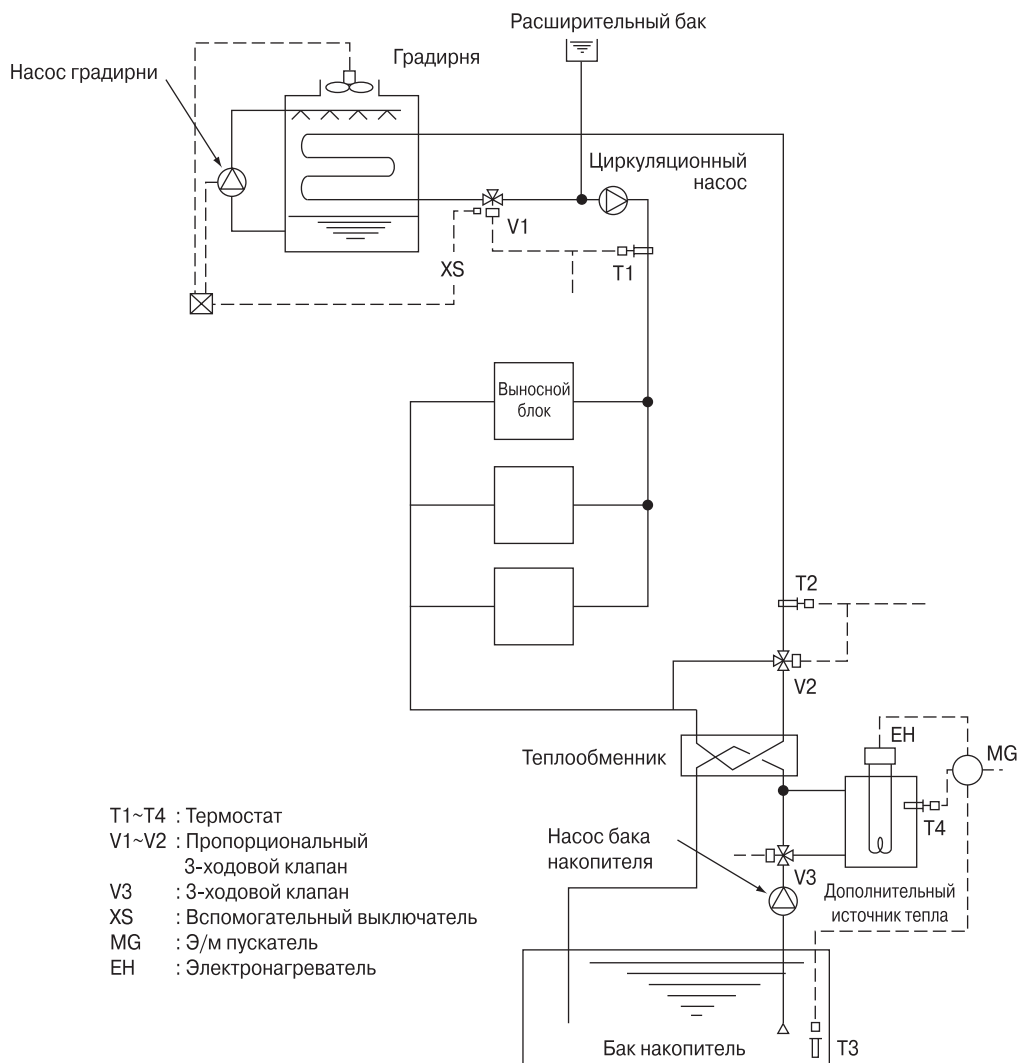 Расширительный бак
Градирня
Насос градирни
Циркуляционный
насос
V1
T1
XS
Выносной
блок
T2
V2
Теплообменник
EH
MG
T4
T1~T4 : Термостат
V1~V2 : Пропорциональный
3-ходовой клапан
V3 : 3-ходовой клапан
XS : Вспомогательный выключатель
MG : Э/м пускатель
EH : Электронагреватель
Насос бака
накопителя
V3
Дополнительный
источник тепла
Бак накопитель
T3